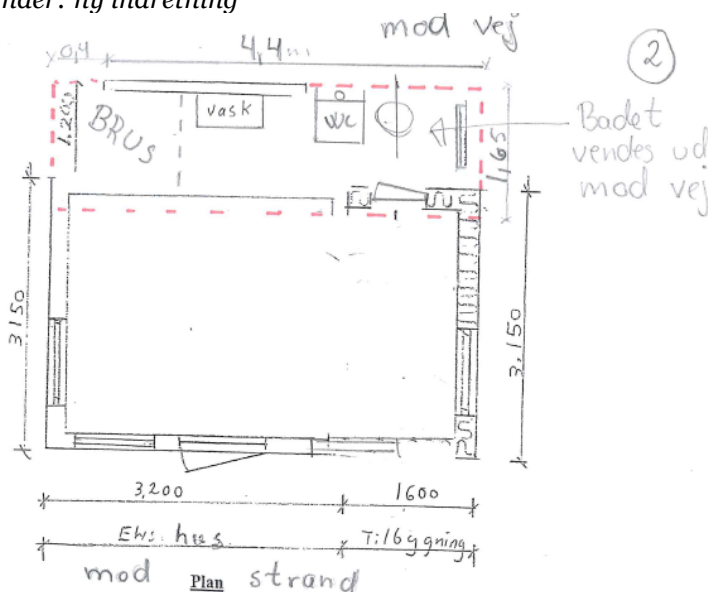 nder: ny indretning
mod vej
2
0,4
4,4
1.20
BRUS
vask
WC
1,65
Badet
vendes ud
mod vej
3150
3.150
3,200
1600
hus
Tilbygning
mod Plan strand